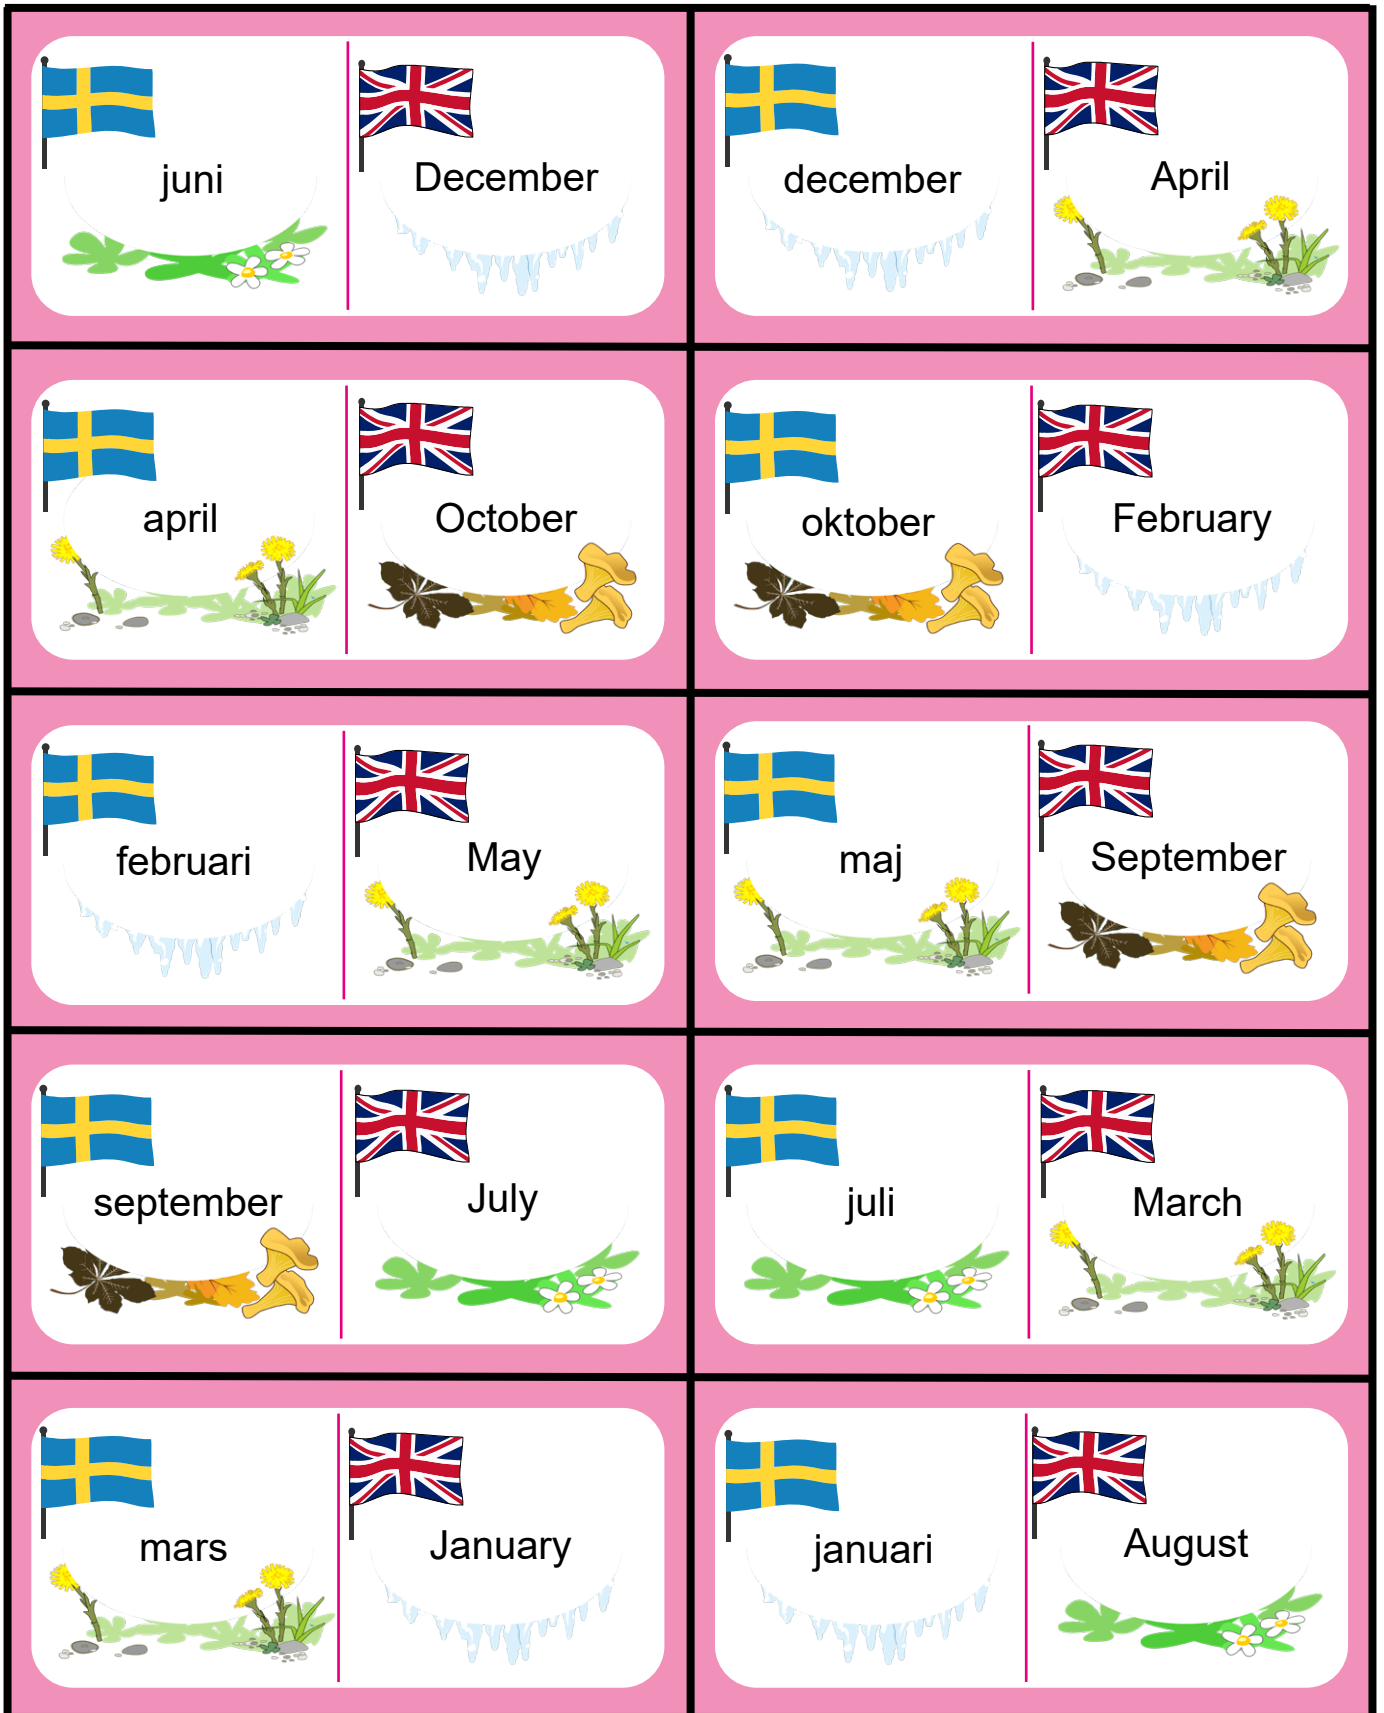 juni
December
december
April
april
October
oktober
February
februari
May
maj
September
september
July
juli
March
mars
January
januari
August